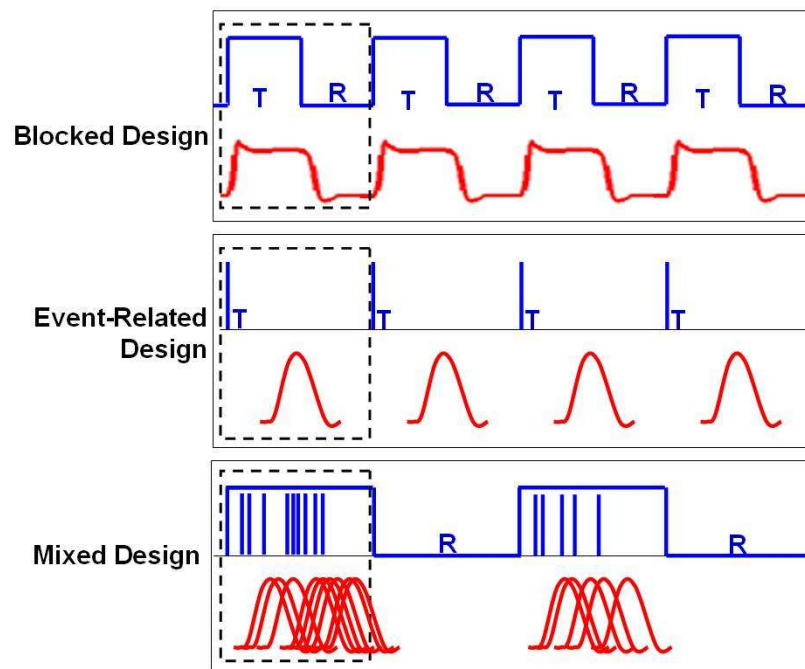 T R T R T R T R
Blocked Design
T T T T
Event-Related
Design
R R
Mixed Design